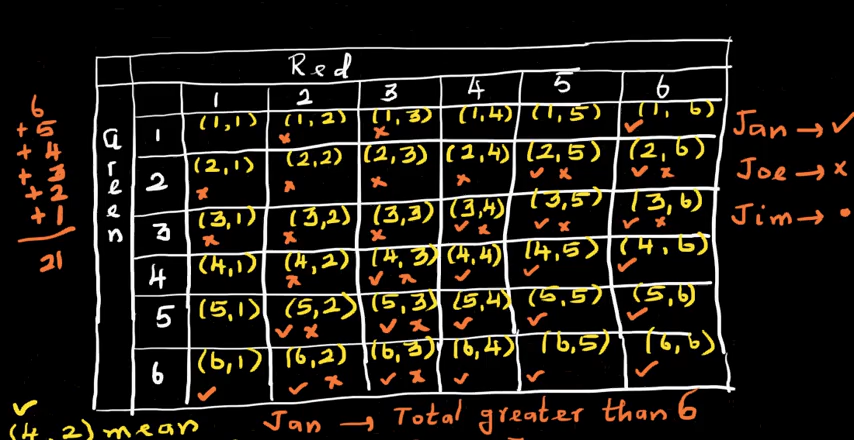 Red
1 2 3 4 5 6
Green
1 (1,1) (1,2) × (1,3) × (1,4) (1,5) (1,6) ✓
2 (2,1) × (2,2) × (2,3) × (2,4) × (2,5) ✓ × (2,6) ✓ ×
3 (3,1) × (3,2) × (3,3) × (3,4) ✓ × (3,5) ✓ × (3,6) ✓ ×
4 (4,1) (4,2) × (4,3) ✓ × (4,4) ✓ (4,5) ✓ (4,6) ✓
5 (5,1) (5,2) ✓ × (5,3) ✓ × (5,4) ✓ (5,5) ✓ (5,6) ✓
6 (6,1) ✓ (6,2) ✓ × (6,3) ✓ × (6,4) ✓ (6,5) ✓ (6,6) ✓
6
+ 5
+ 4
+ 3
+ 2
+ 1
21
Jan → ✓
Joe → ×
Jim → •
✓
(4,2) mean
Jan → Total greater than 6